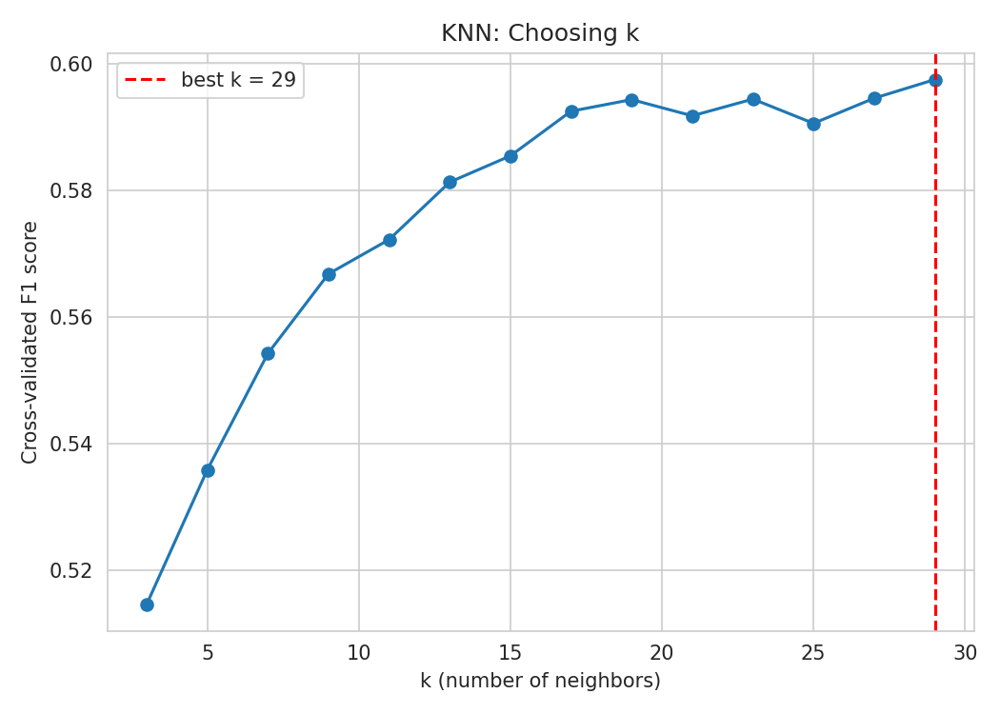 KNN: Choosing k
best k = 29
Cross-validated F1 score
0.60
0.58
0.56
0.54
0.52
5 10 15 20 25 30
k (number of neighbors)